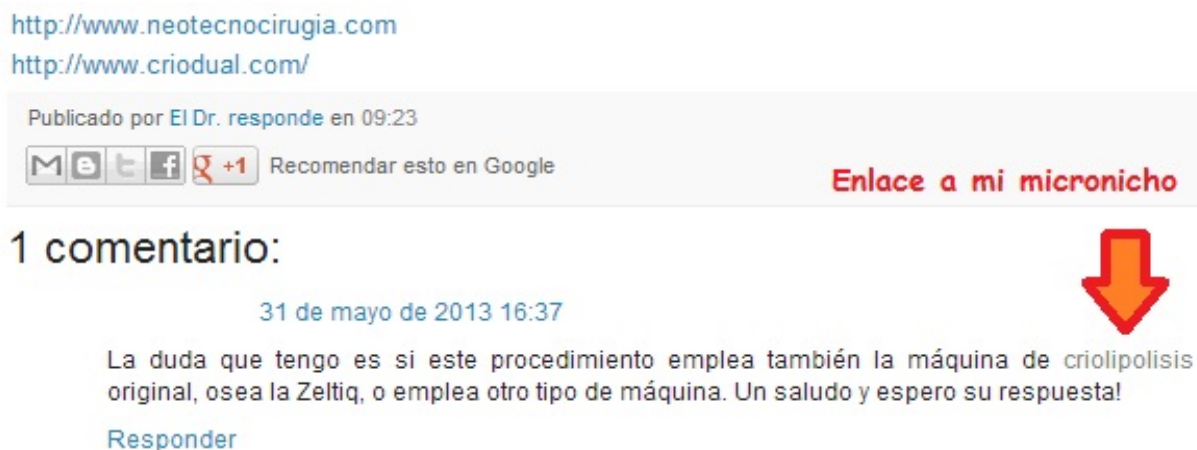 http://www.neotecnocirugia.com
http://www.criodual.com/
Publicado por El Dr. responde en 09:23
+1 Recomendar esto en Google
Enlace a mi micronicho
1 comentario:
31 de mayo de 2013 16:37
La duda que tengo es si este procedimiento emplea también la máquina de criolipolisis
original, osea la Zeltiq, o emplea otro tipo de máquina. Un saludo y espero su respuesta!
Responder